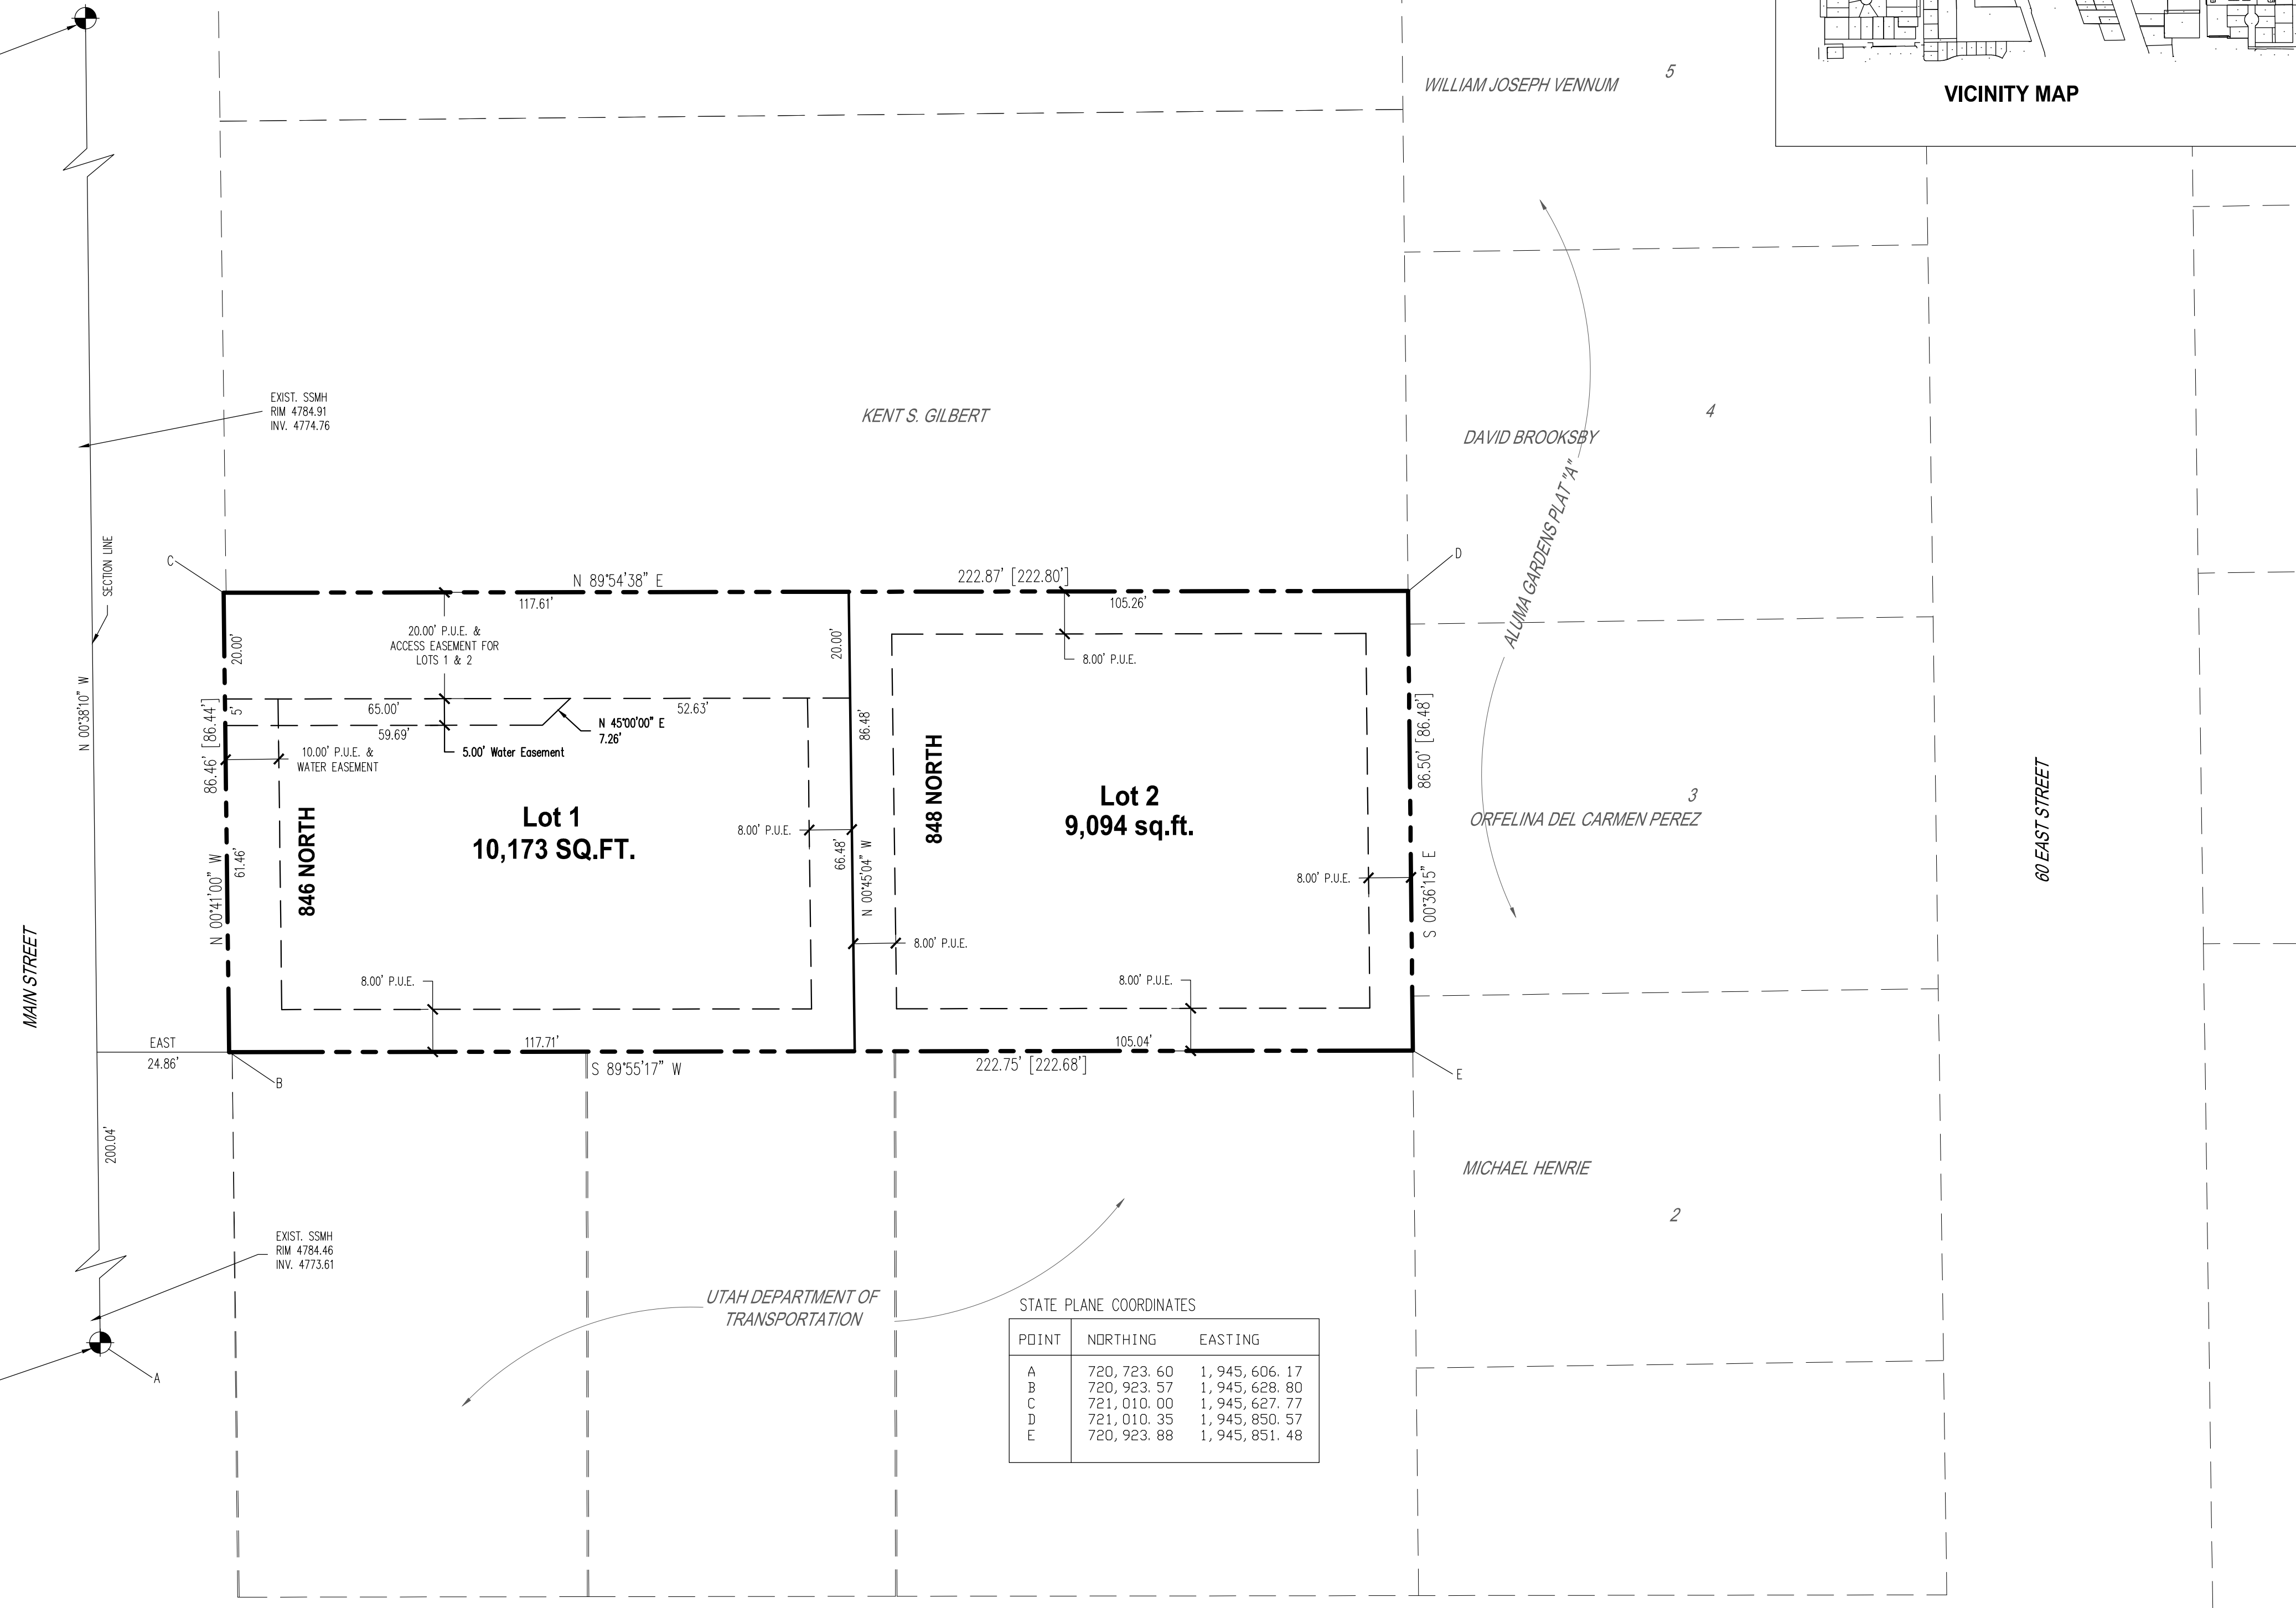 WILLIAM JOSEPH VENNUM
5
VICINITY MAP
EXIST. SSMH
RIM 4784.91
INV. 4774.76
KENT S. GILBERT
DAVID BROOKSBY
4
ALUMA GARDENS PLAT "A"
SECTION LINE
N 00°38'10" W
C
N 89°54'38" E
117.61'
222.87' [222.80']
105.26'
D
20.00'
20.00' P.U.E. &
ACCESS EASEMENT FOR
LOTS 1 & 2
20.00'
8.00' P.U.E.
86.46' [86.44']
5'
65.00'
52.63'
59.69'
N 45°00'00" E
7.26'
5.00' Water Easement
10.00' P.U.E. &
WATER EASEMENT
86.48'
86.50' [86.48']
846 NORTH
Lot 1
10,173 SQ.FT.
8.00' P.U.E.
848 NORTH
Lot 2
9,094 sq.ft.
3
ORFELINA DEL CARMEN PEREZ
60 EAST STREET
N 00°41'00" W
61.46'
66.48'
N 00°45'04" W
8.00' P.U.E.
S 00°36'15" E
8.00' P.U.E.
MAIN STREET
8.00' P.U.E.
8.00' P.U.E.
EAST
24.86'
117.71'
S 89°55'17" W
105.04'
222.75' [222.68']
B
E
200.04'
MICHAEL HENRIE
2
EXIST. SSMH
RIM 4784.46
INV. 4773.61
UTAH DEPARTMENT OF
TRANSPORTATION
A
STATE PLANE COORDINATES
POINT NORTHING EASTING
A 720,723.60 1,945,606.17
B 720,923.57 1,945,628.80
C 721,010.00 1,945,627.77
D 721,010.35 1,945,850.57
E 720,923.88 1,945,851.48